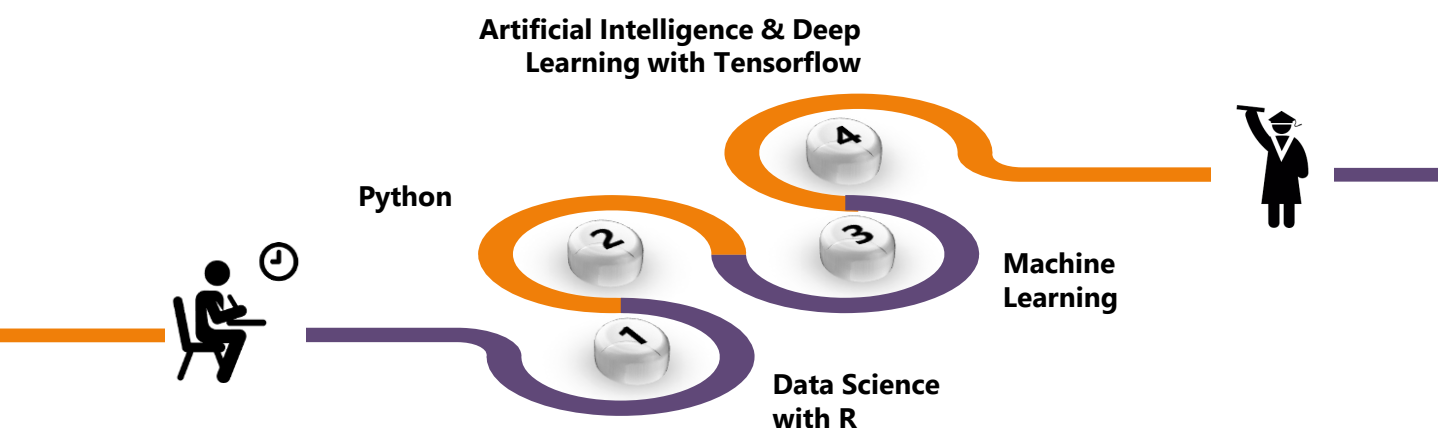 Artificial Intelligence & Deep
Learning with Tensorflow
4
Python
2
3
Machine
Learning
1
Data Science
with R